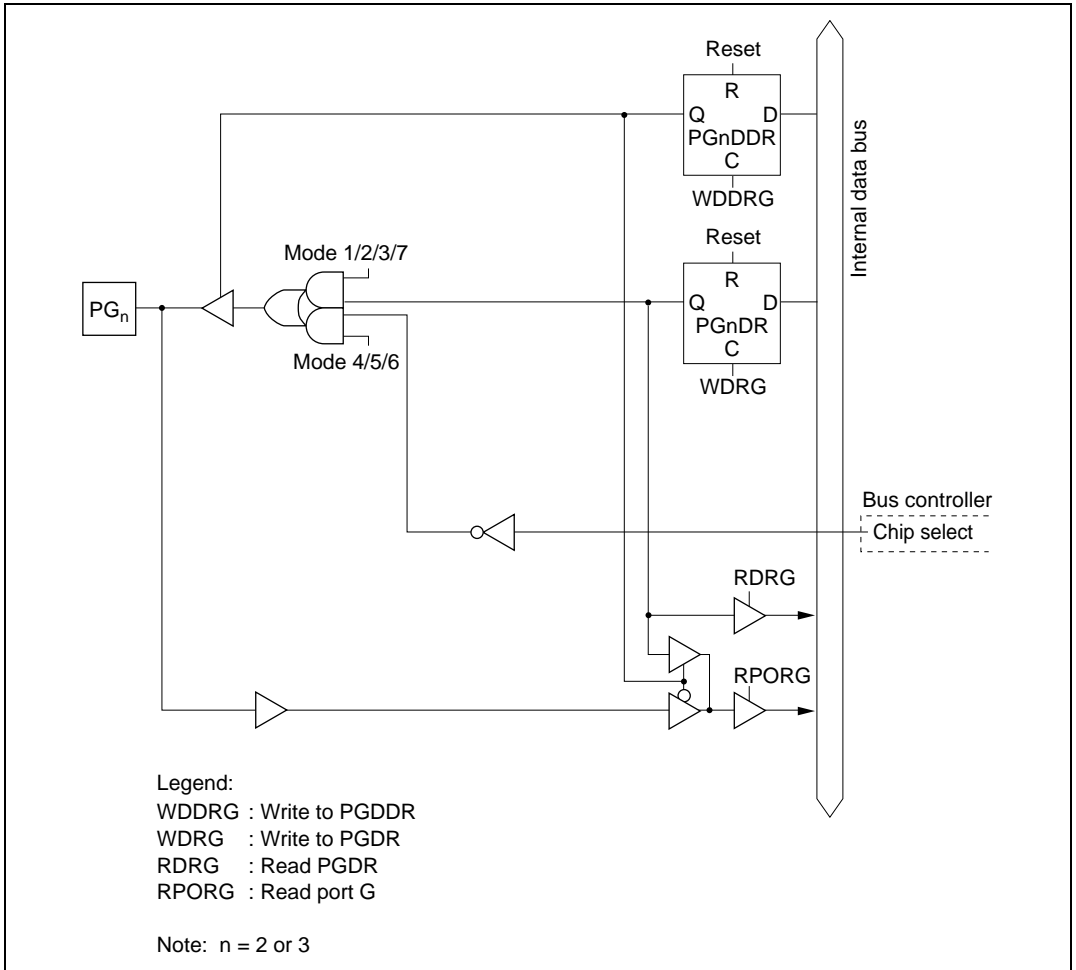 Reset
R
Q D
PGnDDR
C
WDDRG
Internal data bus
Reset
R
Q D
PGnDR
C
WDRG
Mode 1/2/3/7
PGn
Mode 4/5/6
Bus controller
Chip select
RDRG
RPORG
Legend:
WDDRG : Write to PGDDR
WDRG : Write to PGDR
RDRG : Read PGDR
RPORG : Read port G
Note: n = 2 or 3